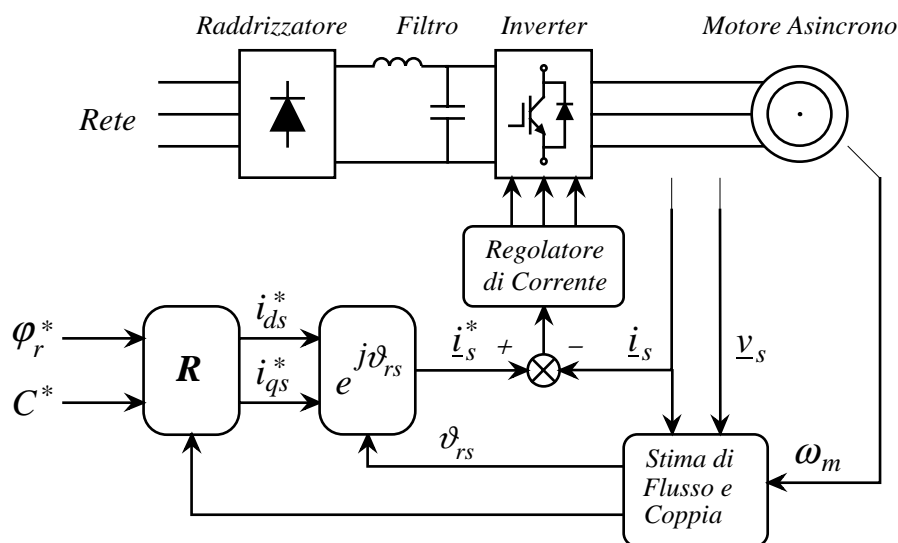 Raddrizzatore Filtro Inverter Motore Asincrono
Rete
Regolatore
di Corrente
φ_r^*
C^*
R
i_ds^*
i_qs^*
e^jϑ_rs
i_s^* + − i_s
v_s
ϑ_rs
Stima di
Flusso e
Coppia
ω_m